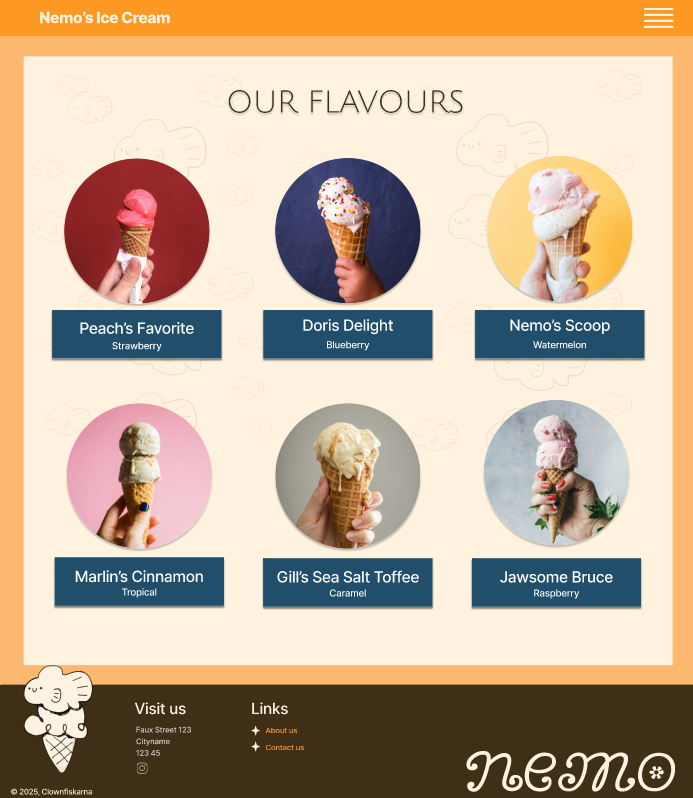 Nemo's Ice Cream
OUR FLAVOURS
Peach's Favorite
Strawberry
Doris Delight
Blueberry
Nemo's Scoop
Watermelon
Marlin's Cinnamon
Tropical
Gill's Sea Salt Toffee
Caramel
Jawsome Bruce
Raspberry
Visit us
Faux Street 123
Cityname
123 45
Links
About us
Contact us
nemo
© 2025, Clownfiskarna